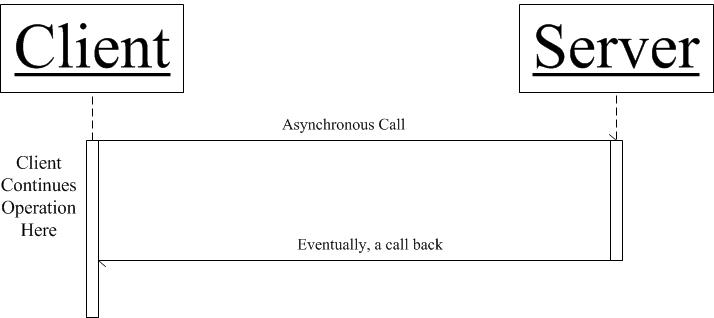 Client
Server
Asynchronous Call
Client
Continues
Operation
Here
Eventually, a call back